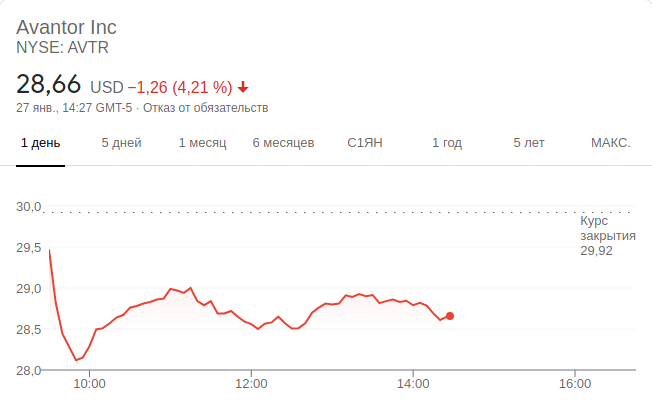 Avantor Inc
NYSE: AVTR
28,66 USD −1,26 (4,21 %)
27 янв., 14:27 GMT-5 · Отказ от обязательств
1 день 5 дней 1 месяц 6 месяцев С1ЯН 1 год 5 лет МАКС.
30,0
Курс
закрытия
29,5 29,92
29,0
28,5
28,0
10:00 12:00 14:00 16:00